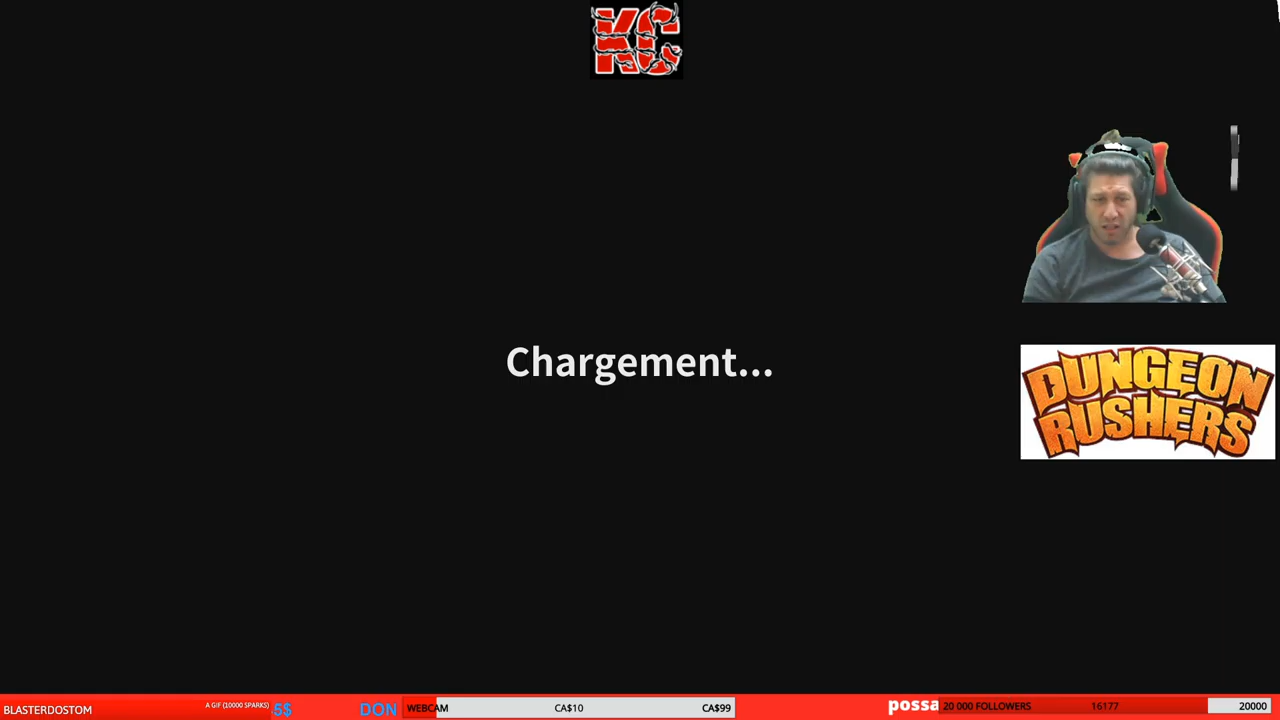 KC
Chargement...
DUNGEON
RUSHERS
BLASTERDOSTOM
A GIF (10000 SPARKS)
5$
DON
WEBCAM
CA$10
CA$99
possa
20 000 FOLLOWERS
16177
20000